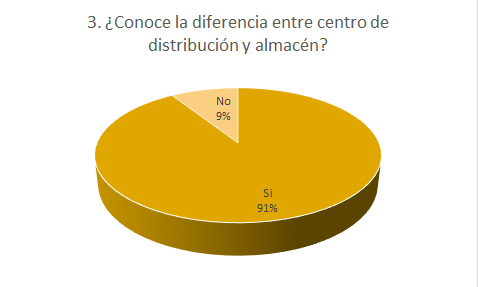 3. ¿Conoce la diferencia entre centro de
distribución y almacén?
No
9%
Si
91%